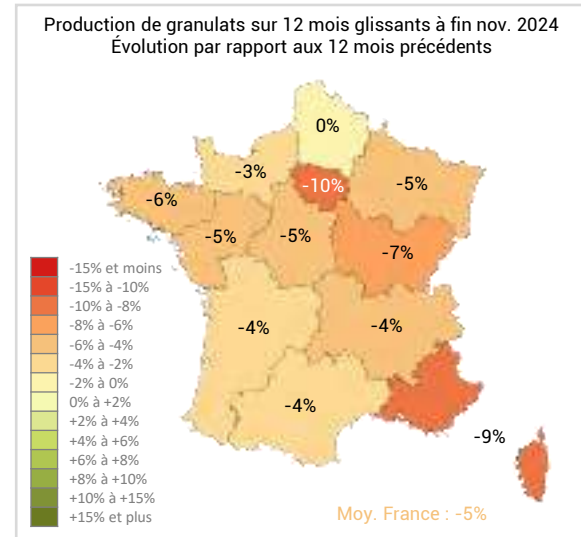 Production de granulats sur 12 mois glissants à fin nov. 2024
Évolution par rapport aux 12 mois précédents
0%
-3%
-10%
-5%
-6%
-5%
-5%
-7%
-4%
-4%
-4%
-9%
-15% et moins
-15% à -10%
-10% à -8%
-8% à -6%
-6% à -4%
-4% à -2%
-2% à 0%
0% à +2%
+2% à +4%
+4% à +6%
+6% à +8%
+8% à +10%
+10% à +15%
+15% et plus
Moy. France : -5%